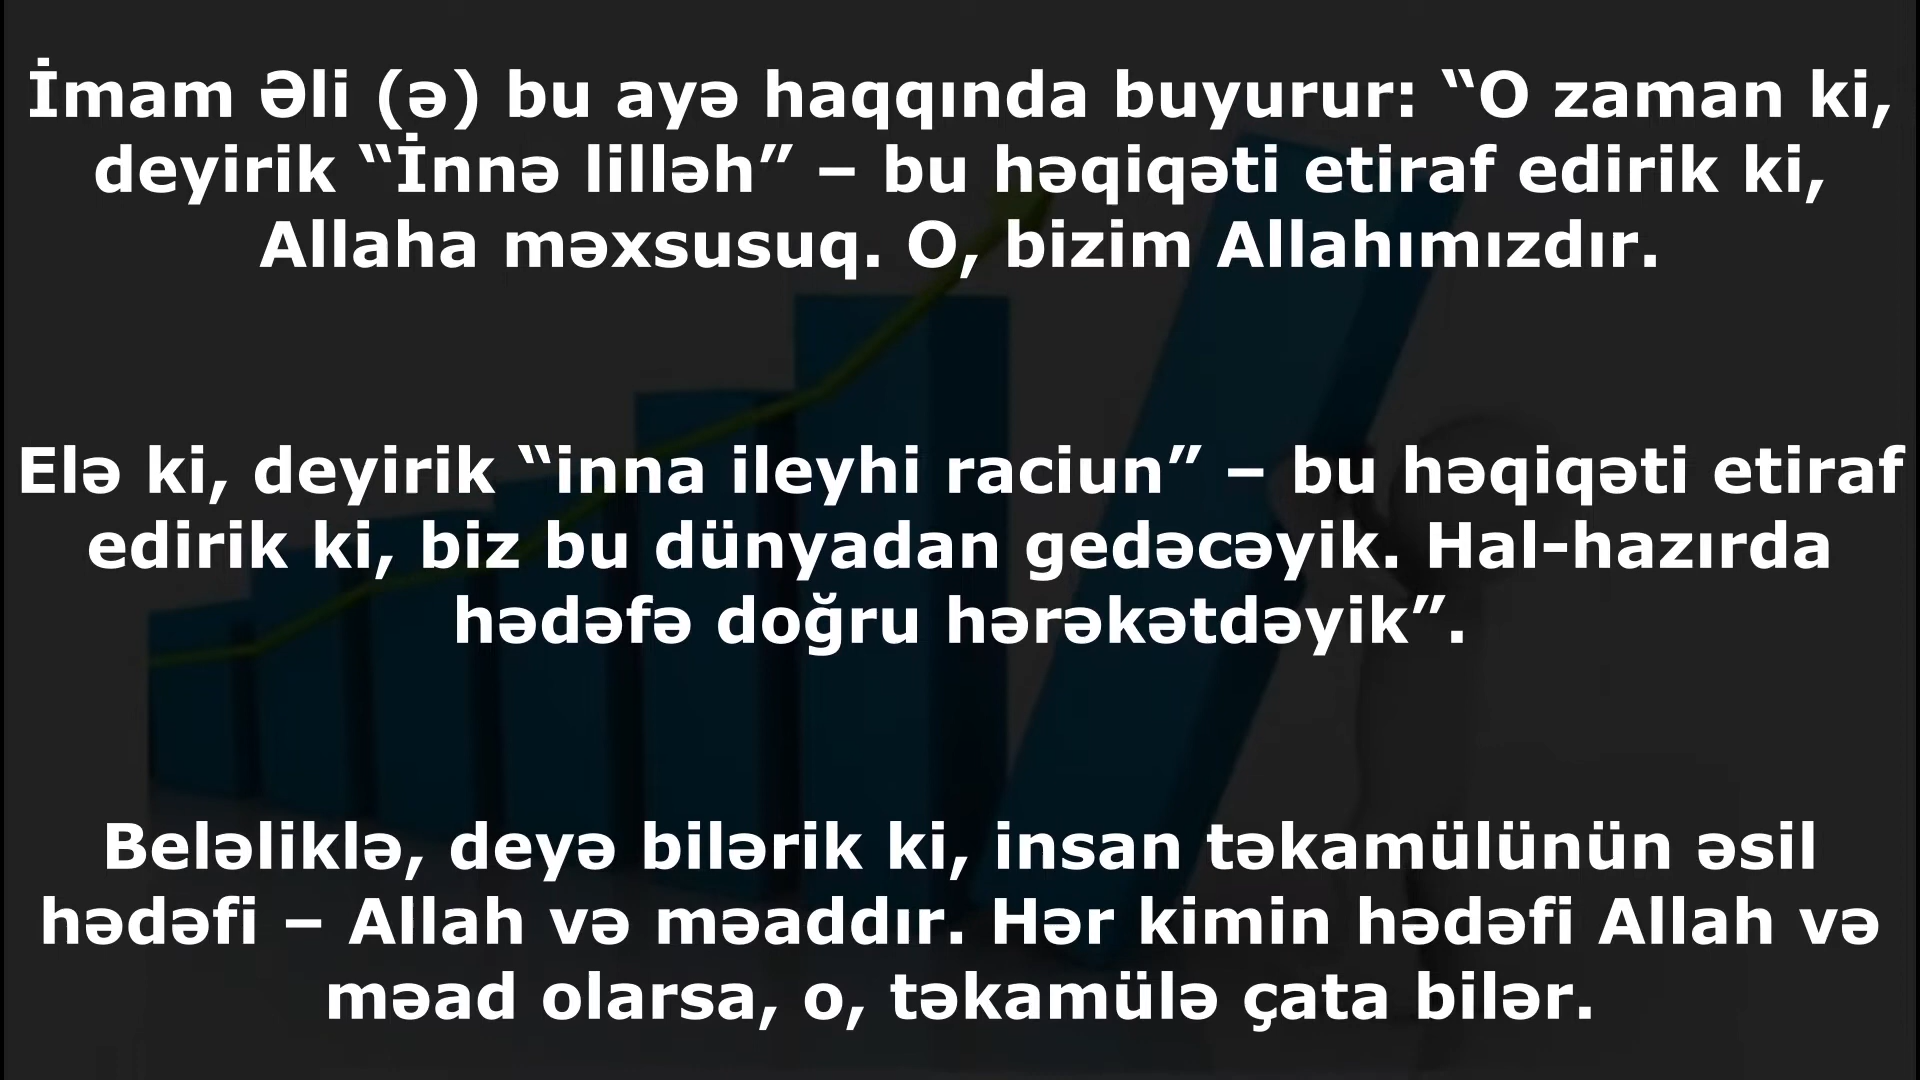 İmam Əli (ə) bu ayə haqqında buyurur: “O zaman ki,
deyirik “İnnə lilləh” – bu həqiqəti etiraf edirik ki,
Allaha məxsusuq. O, bizim Allahımızdır.
Elə ki, deyirik “inna ileyhi raciun” – bu həqiqəti etiraf
edirik ki, biz bu dünyadan gedəcəyik. Hal-hazırda
hədəfə doğru hərəkətdəyik”.
Beləliklə, deyə bilərik ki, insan təkamülünün əsil
hədəfi – Allah və məaddır. Hər kimin hədəfi Allah və
məad olarsa, o, təkamülə çata bilər.